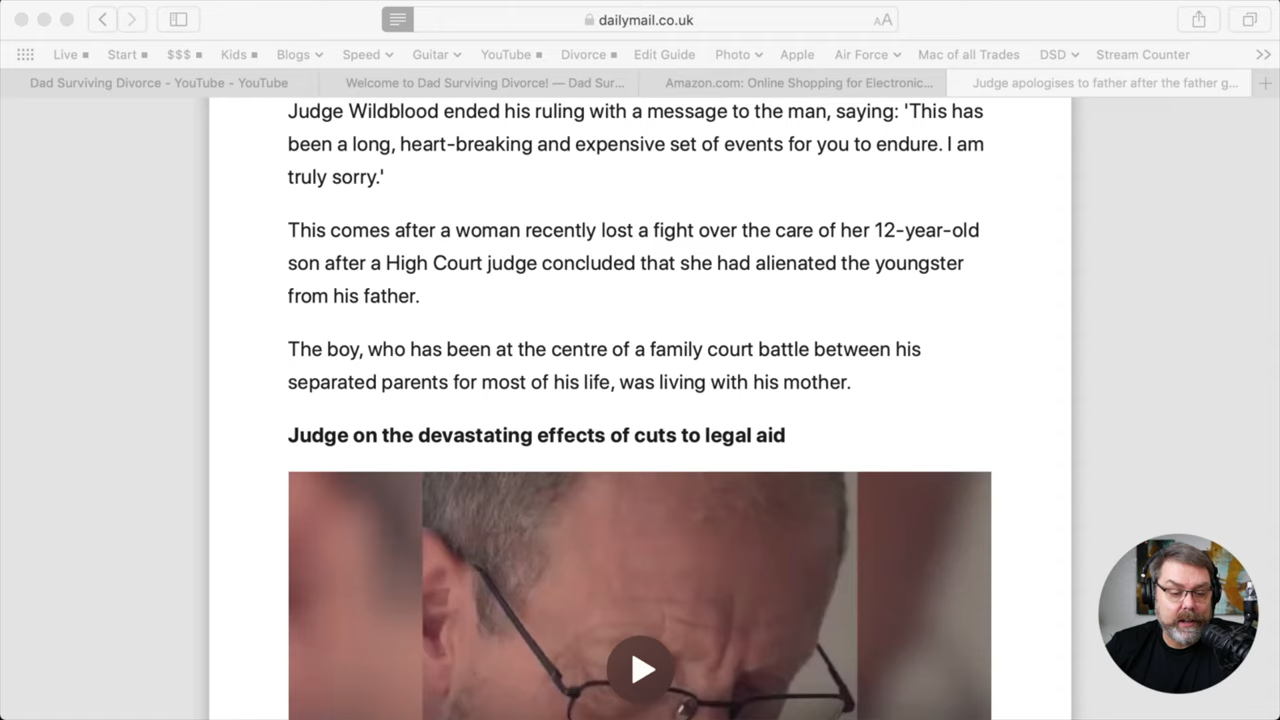 dailymail.co.uk
AA
Live
Start
$$$
Kids
Blogs
Speed
Guitar
YouTube
Divorce
Edit Guide
Photo
Apple
Air Force
Mac of all Trades
DSD
Stream Counter
Dad Surviving Divorce - YouTube - YouTube
Welcome to Dad Surviving Divorce! — Dad Sur...
Amazon.com: Online Shopping for Electronic...
Judge apologises to father after the father g...
Judge Wildblood ended his ruling with a message to the man, saying: 'This has
been a long, heart-breaking and expensive set of events for you to endure. I am
truly sorry.'
This comes after a woman recently lost a fight over the care of her 12-year-old
son after a High Court judge concluded that she had alienated the youngster
from his father.
The boy, who has been at the centre of a family court battle between his
separated parents for most of his life, was living with his mother.
Judge on the devastating effects of cuts to legal aid